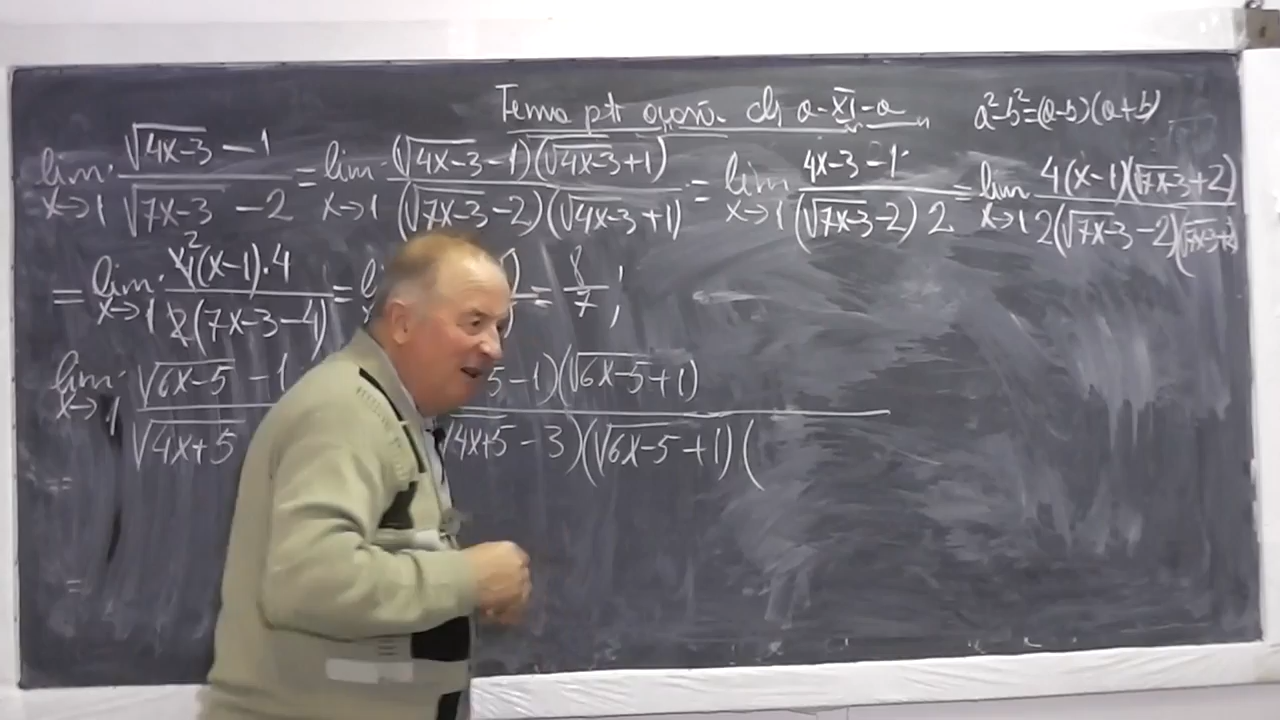 Tema ptr acasă cls a-XI-a a²-b²=(a-b)(a+b)
lim x→1 (√(4x-3) -1)/(√(7x-3) -2) = lim x→1 ((√(4x-3)-1)(√(4x-3)+1))/((√(7x-3)-2)(√(4x-3)+1)) = lim x→1 (4x-3-1)/((√(7x-3)-2) 2) = lim x→1 (4(x-1)(√(7x-3)+2))/(2(√(7x-3)-2)(√(7x-3)+2))
= lim x→1 (4²(x-1)·4)/(2(7x-3-4)) = = 8/7 ;
lim x→1 (√(6x-5) -1)/(√(4x+5) 5-1)(√(6x-5)+1)/(4x+5-3)(√(6x-5)+1)(
=
=